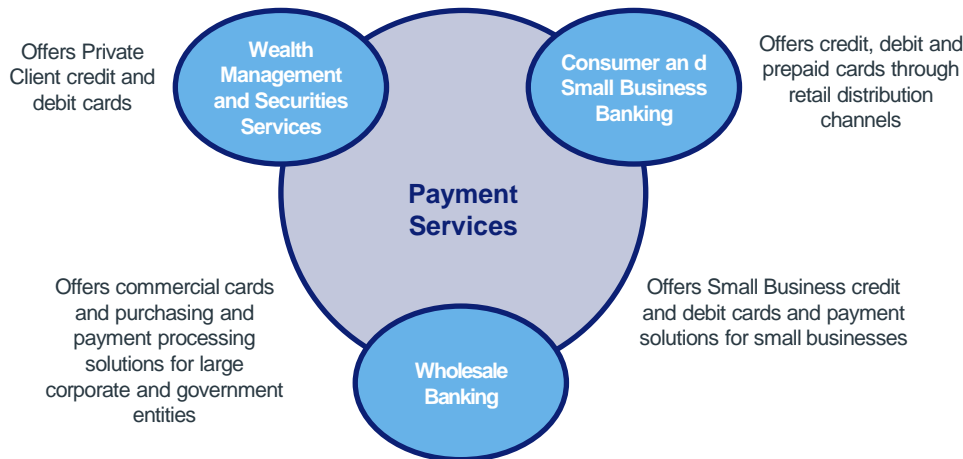 Offers Private
Client credit and
debit cards
Wealth
Management
and Securities
Services
Consumer an d
Small Business
Banking
Offers credit, debit and
prepaid cards through
retail distribution
channels
Payment
Services
Offers commercial cards
and purchasing and
payment processing
solutions for large
corporate and government
entities
Wholesale
Banking
Offers Small Business credit
and debit cards and payment
solutions for small businesses